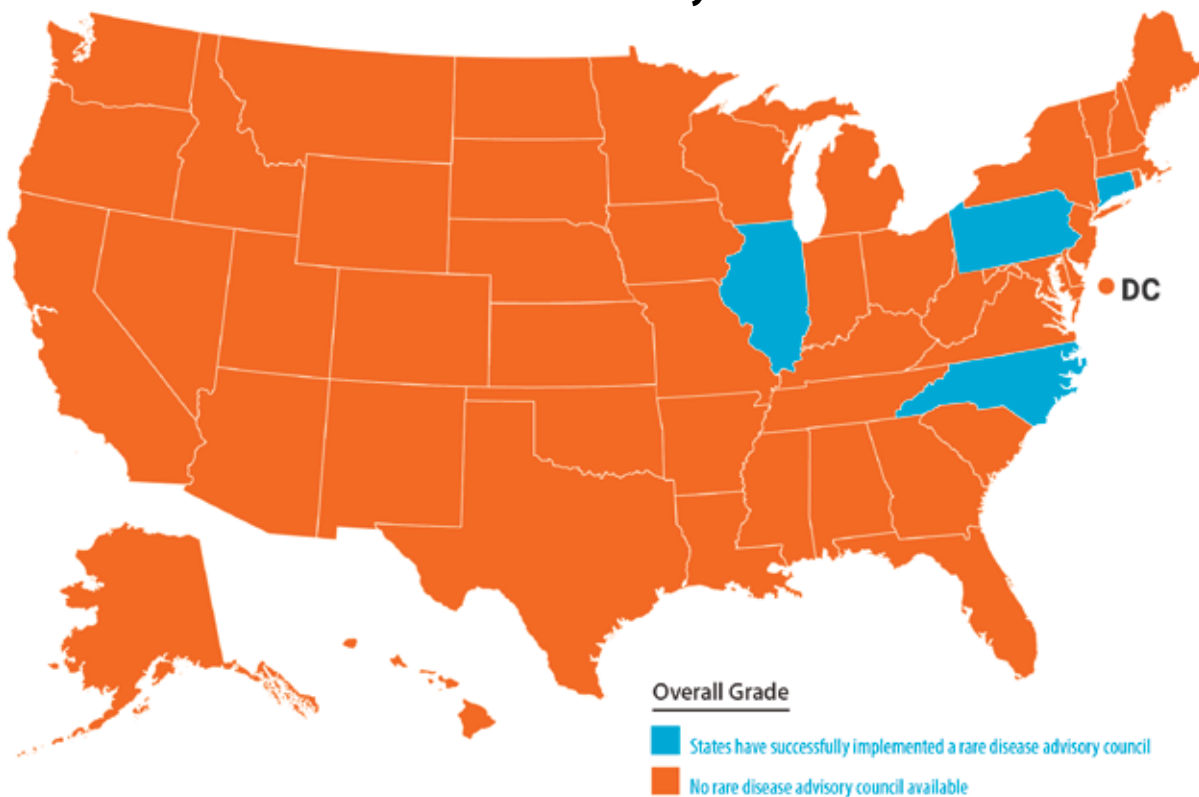 DC
Overall Grade
States have successfully implemented a rare disease advisory council
No rare disease advisory council available